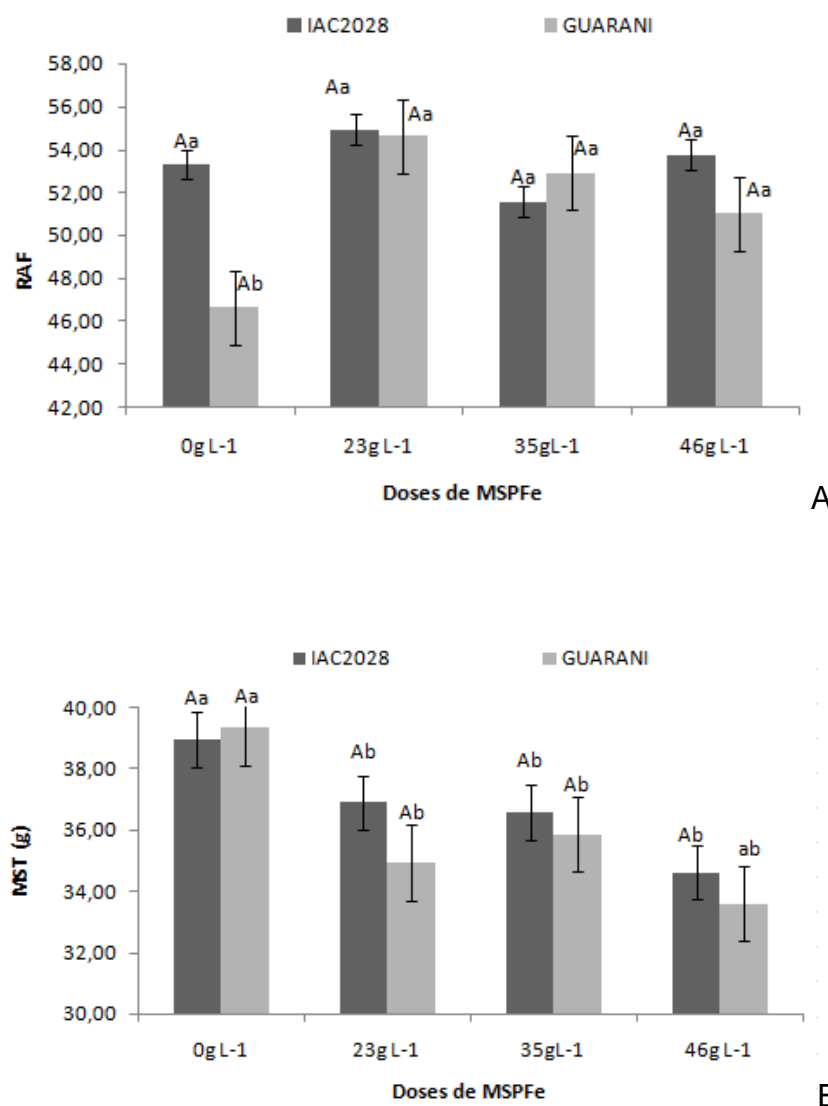 IAC2028 GUARANI
58,00
56,00
54,00
52,00
50,00
48,00
46,00
44,00
42,00
RAF
Aa
Ab
Aa
Aa
Aa
Aa
Aa
Aa
0g L-1 23g L-1 35gL-1 46g L-1
Doses de MSPFe
A
IAC2028 GUARANI
40,00
38,00
36,00
34,00
32,00
30,00
MST (g)
Aa
Aa
Ab
Ab
Ab
Ab
Ab
ab
0g L-1 23g L-1 35gL-1 46g L-1
Doses de MSPFe